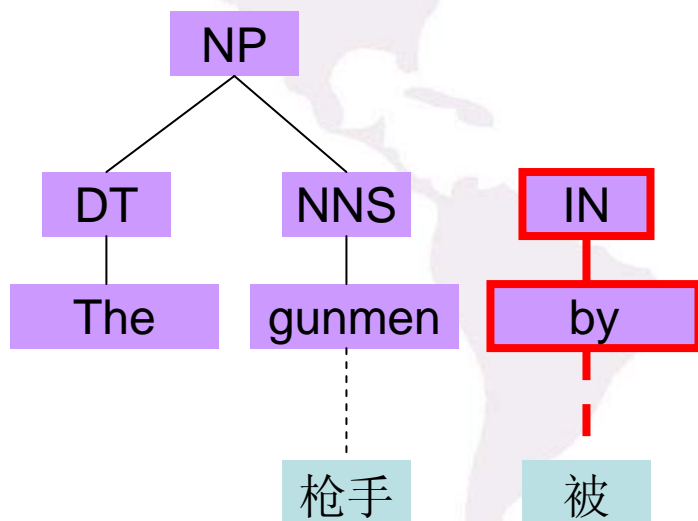 NP
DT NNS IN
The gunmen by
枪手 被